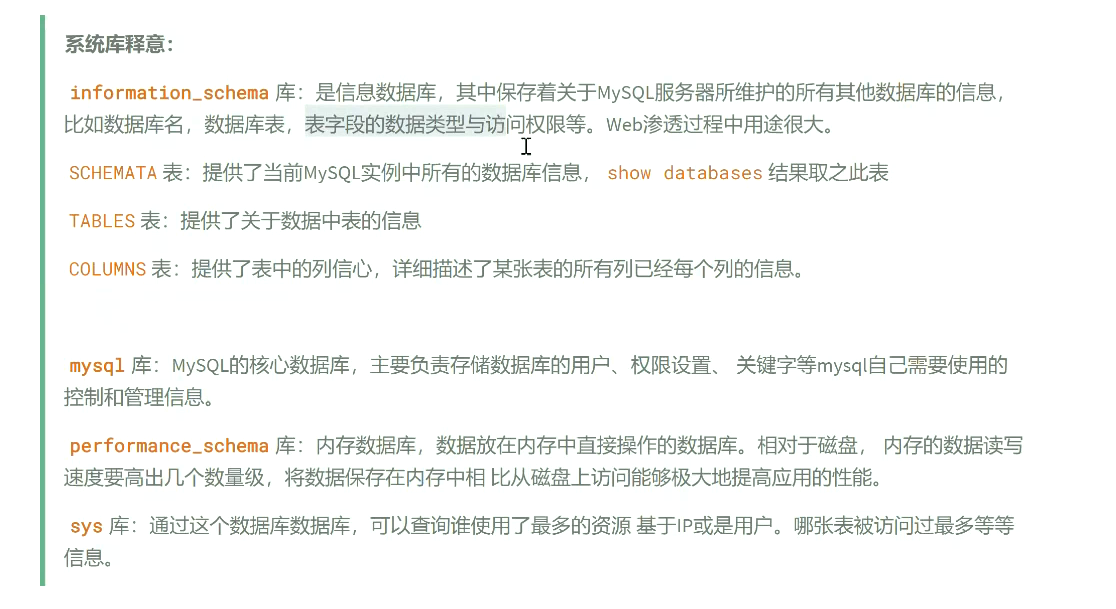 系统库释意：
information_schema 库：是信息数据库，其中保存着关于MySQL服务器所维护的所有其他数据库的信息，
比如数据库名，数据库表，表字段的数据类型与访问权限等。Web渗透过程中用途很大。
SCHEMATA 表：提供了当前MySQL实例中所有的数据库信息， show databases 结果取之此表
TABLES 表：提供了关于数据中表的信息
COLUMNS 表：提供了表中的列信心，详细描述了某张表的所有列已经每个列的信息。
mysql 库：MySQL的核心数据库，主要负责存储数据库的用户、权限设置、 关键字等mysql自己需要使用的
控制和管理信息。
performance_schema 库：内存数据库，数据放在内存中直接操作的数据库。相对于磁盘， 内存的数据读写
速度要高出几个数量级，将数据保存在内存中相 比从磁盘上访问能够极大地提高应用的性能。
sys 库：通过这个数据库数据库，可以查询谁使用了最多的资源 基于IP或是用户。哪张表被访问过最多等等
信息。